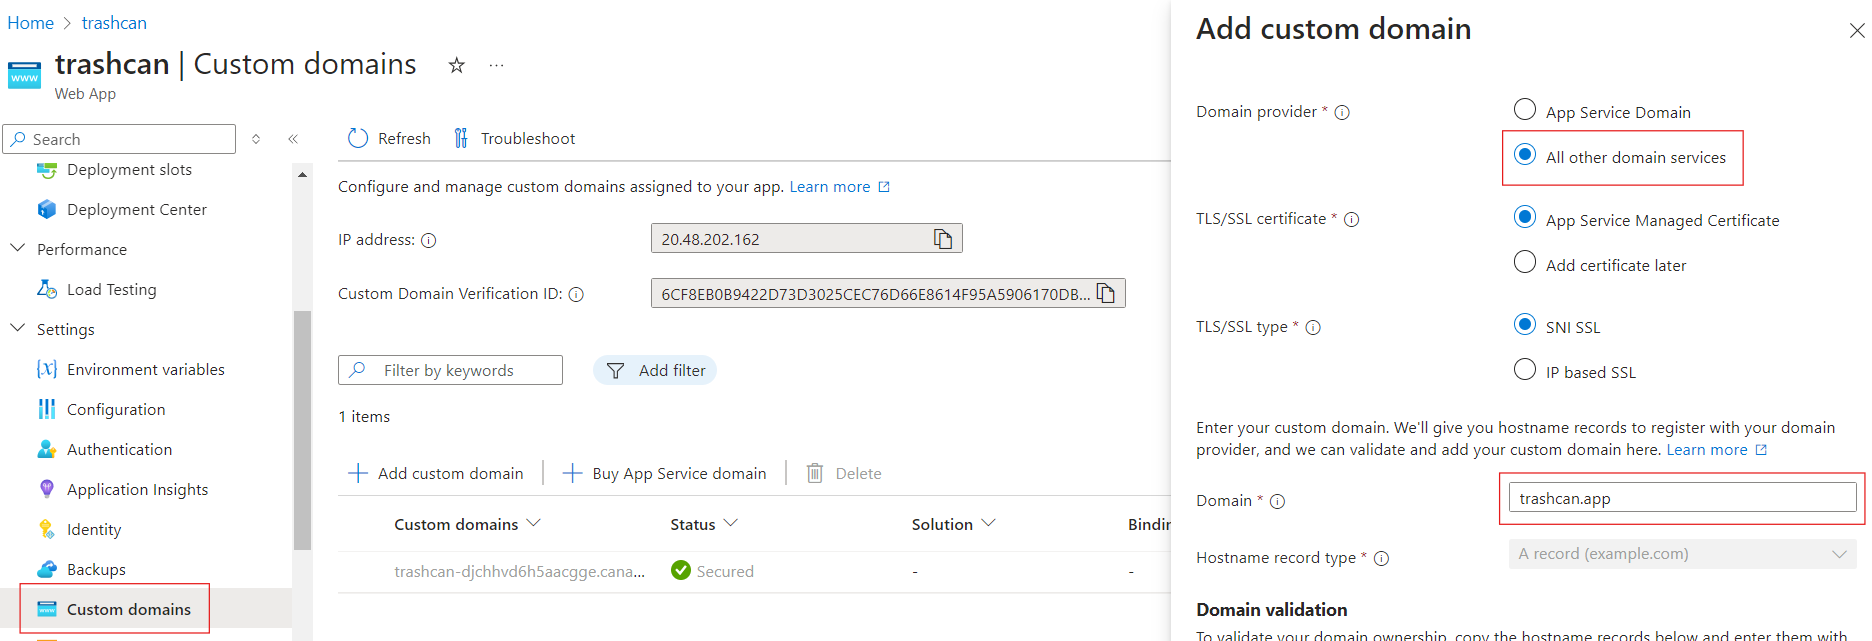 Home > trashcan
trashcan | Custom domains
Web App
Search
Deployment slots
Deployment Center
Performance
Load Testing
Settings
Environment variables
Configuration
Authentication
Application Insights
Identity
Backups
Custom domains
Refresh
Troubleshoot
Configure and manage custom domains assigned to your app. Learn more
IP address:
20.48.202.162
Custom Domain Verification ID:
6CF8EB0B9422D73D3025CEC76D66E8614F95A5906170DB...
Filter by keywords
Add filter
1 items
Add custom domain
Buy App Service domain
Delete
Custom domains
Status
Solution
Bindin
trashcan-djchhvd6h5aacgge.cana...
Secured
-
-
Add custom domain
Domain provider *
App Service Domain
All other domain services
TLS/SSL certificate *
App Service Managed Certificate
Add certificate later
TLS/SSL type *
SNI SSL
IP based SSL
Enter your custom domain. We'll give you hostname records to register with your domain
provider, and we can validate and add your custom domain here. Learn more
Domain *
trashcan.app
Hostname record type *
A record (example.com)
Domain validation
To validate your domain ownership, copy the hostname records below and enter them with